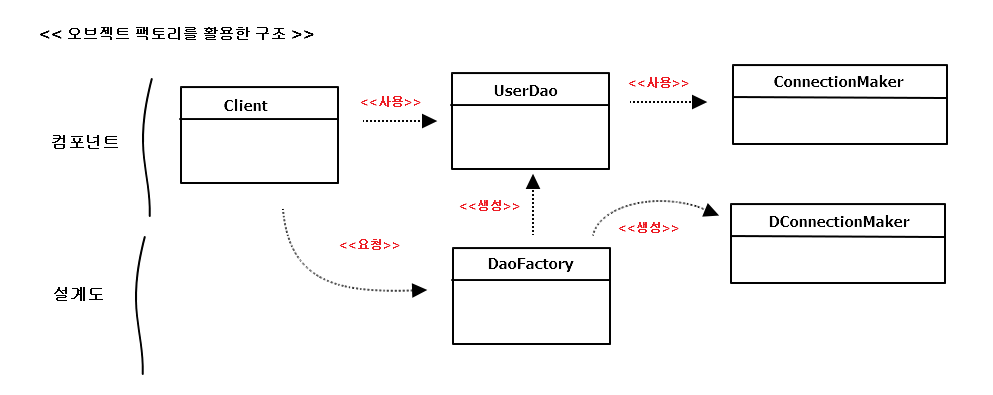 << 오브젝트 팩토리를 활용한 구조 >>
Client
<<사용>>
UserDao
<<사용>>
ConnectionMaker
컴포넌트
<<생성>>
<<생성>>
DConnectionMaker
<<요청>>
DaoFactory
설계도